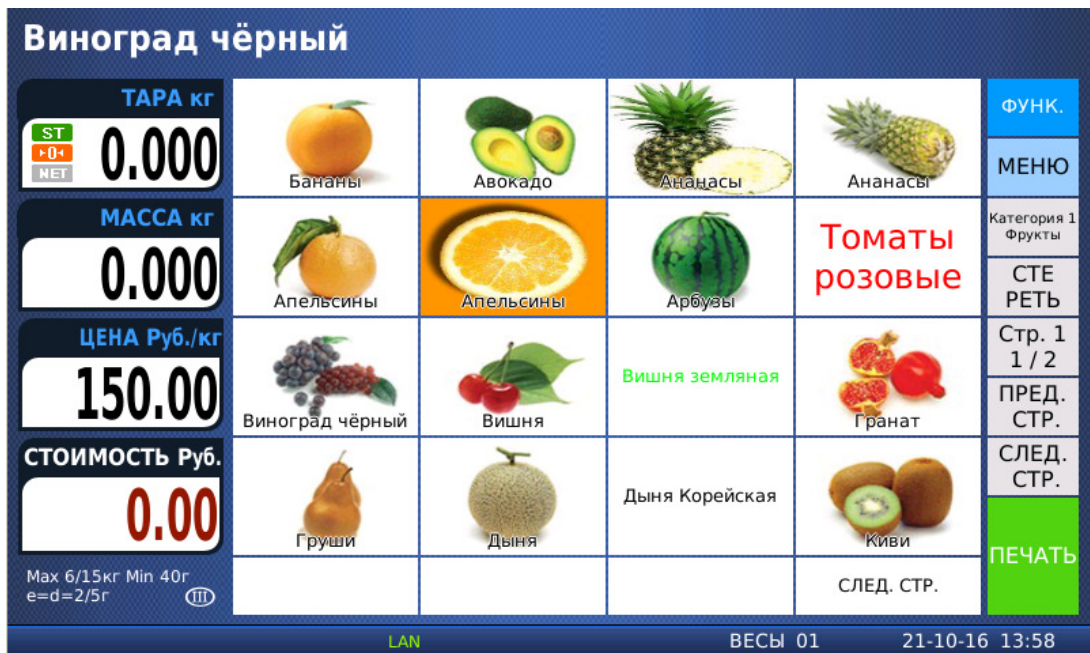 Виноград чёрный
ТАРА кг
ST
0
NET
0.000
МАССА кг
0.000
ЦЕНА Руб./кг
150.00
СТОИМОСТЬ Руб.
0.00
Max 6/15кг Min 40г
e=d=2/5г
III
Бананы
Авокадо
Ананасы
Ананасы
Апельсины
Апельсины
Арбузы
Томаты
розовые
Виноград чёрный
Вишня
Вишня земляная
Гранат
Груши
Дыня
Дыня Корейская
Киви
СЛЕД. СТР.
ФУНК.
МЕНЮ
Категория 1
Фрукты
СТЕ
РЕТЬ
Стр. 1
1 / 2
ПРЕД.
СТР.
СЛЕД.
СТР.
ПЕЧАТЬ
LAN
ВЕСЫ 01
21-10-16 13:58